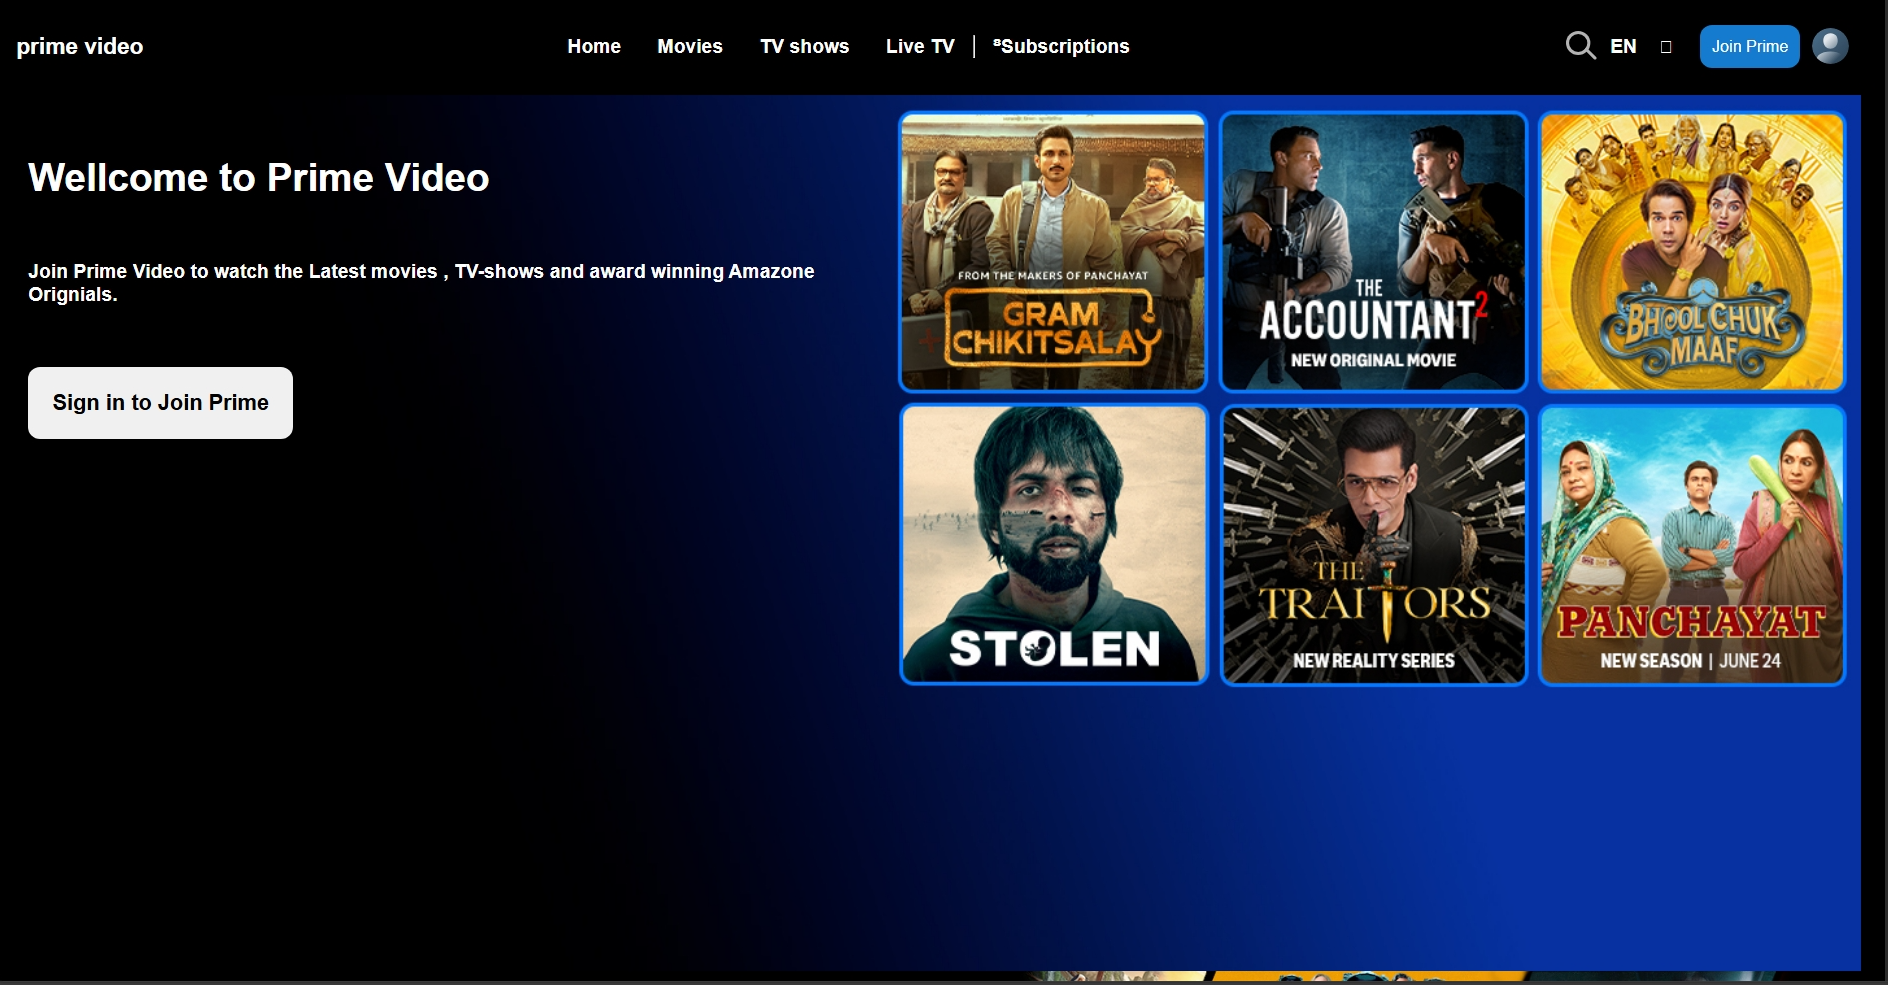 prime video
Home Movies TV shows Live TV | ªSubscriptions
EN
Join Prime
Wellcome to Prime Video
Join Prime Video to watch the Latest movies , TV-shows and award winning Amazone
Orignials.
Sign in to Join Prime
FROM THE MAKERS OF PANCHAYAT
GRAM
CHIKITSALAY
THE
ACCOUNTANT2
NEW ORIGINAL MOVIE
BHOOL CHUK
MAAF
STOLEN
THE
TRAITORS
NEW REALITY SERIES
PANCHAYAT
NEW SEASON | JUNE 24